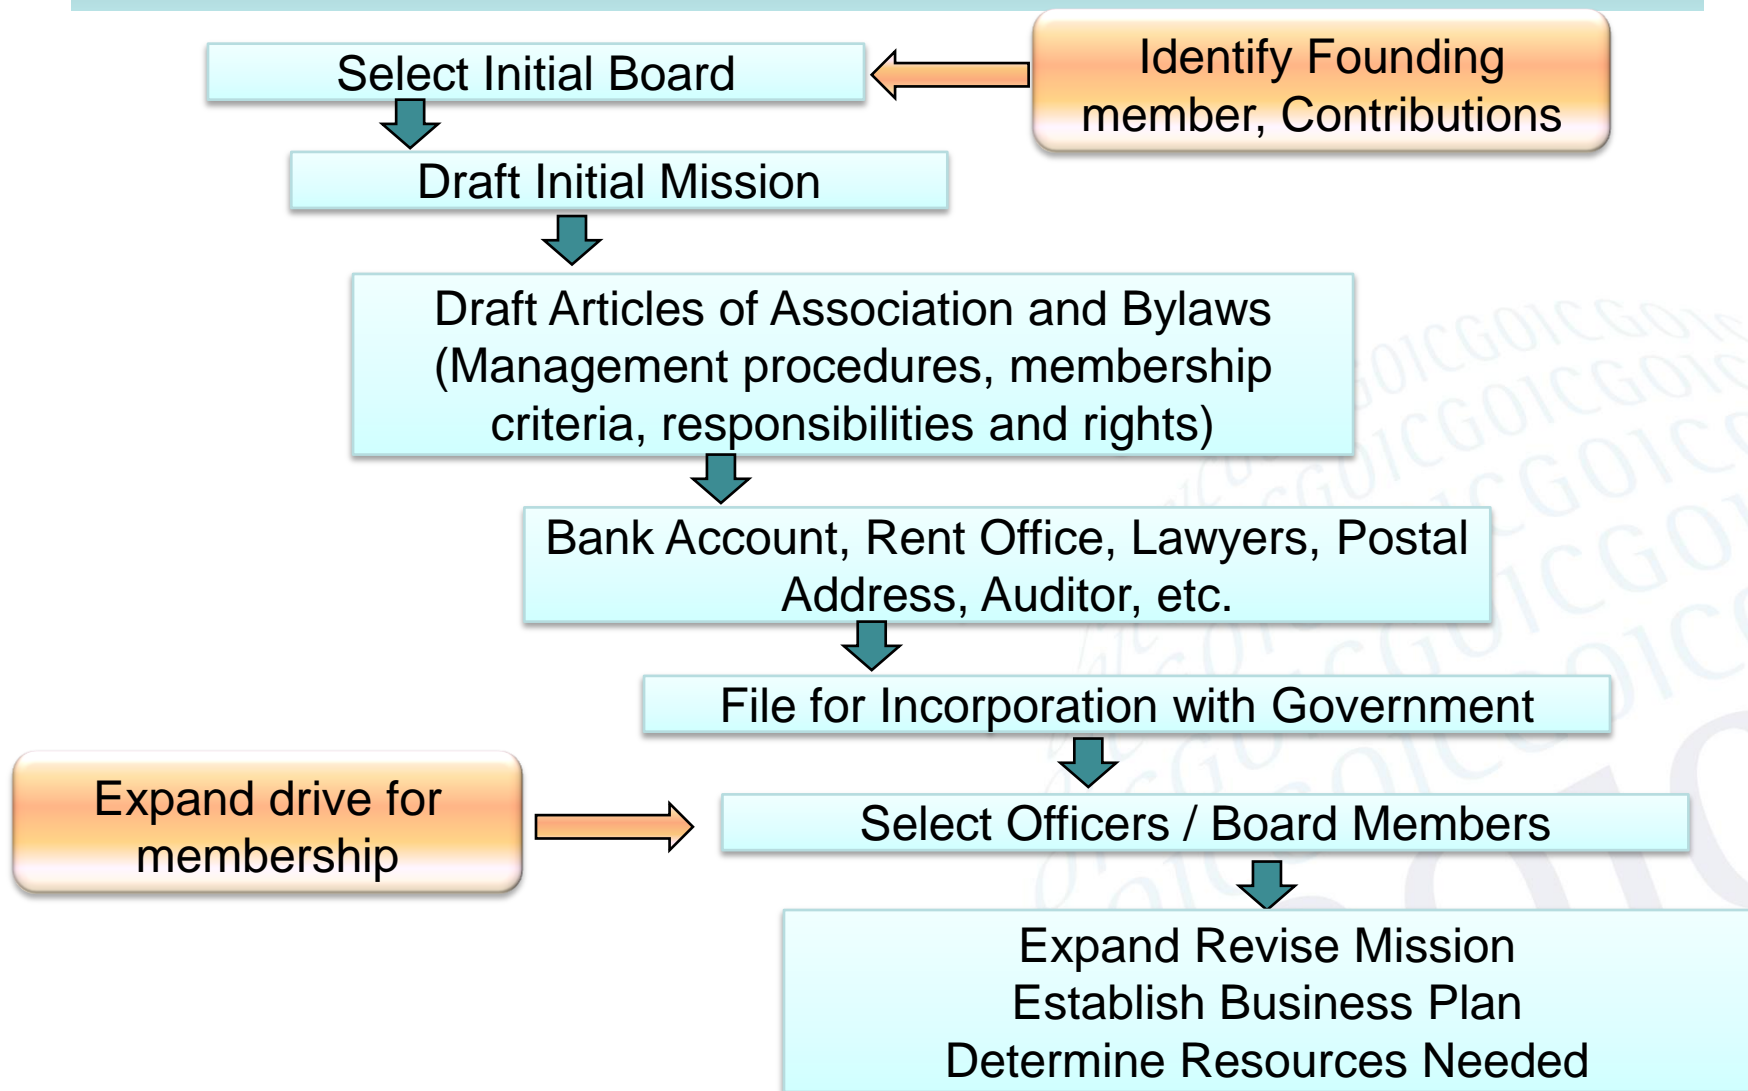 Select Initial Board
Identify Founding
member, Contributions
Draft Initial Mission
Draft Articles of Association and Bylaws
(Management procedures, membership
criteria, responsibilities and rights)
Bank Account, Rent Office, Lawyers, Postal
Address, Auditor, etc.
File for Incorporation with Government
Expand drive for
membership
Select Officers / Board Members
Expand Revise Mission
Establish Business Plan
Determine Resources Needed